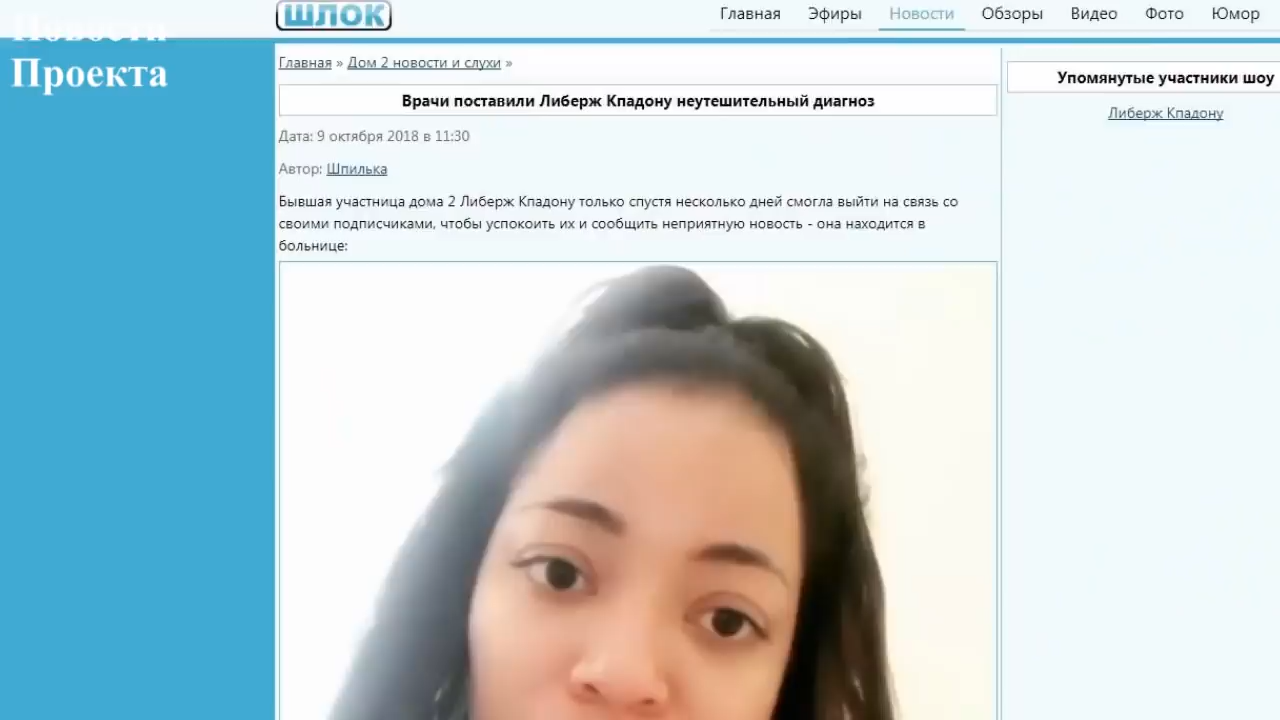 Новости
Проекта
ШЛОК
Главная Эфиры Новости Обзоры Видео Фото Юмор
Главная » Дом 2 новости и слухи »
Врачи поставили Либерж Кпадону неутешительный диагноз
Дата: 9 октября 2018 в 11:30
Автор: Шпилька
Бывшая участница дома 2 Либерж Кпадону только спустя несколько дней смогла выйти на связь со
своими подписчиками, чтобы успокоить их и сообщить неприятную новость - она находится в
больнице:
Упомянутые участники шоу
Либерж Кпадону